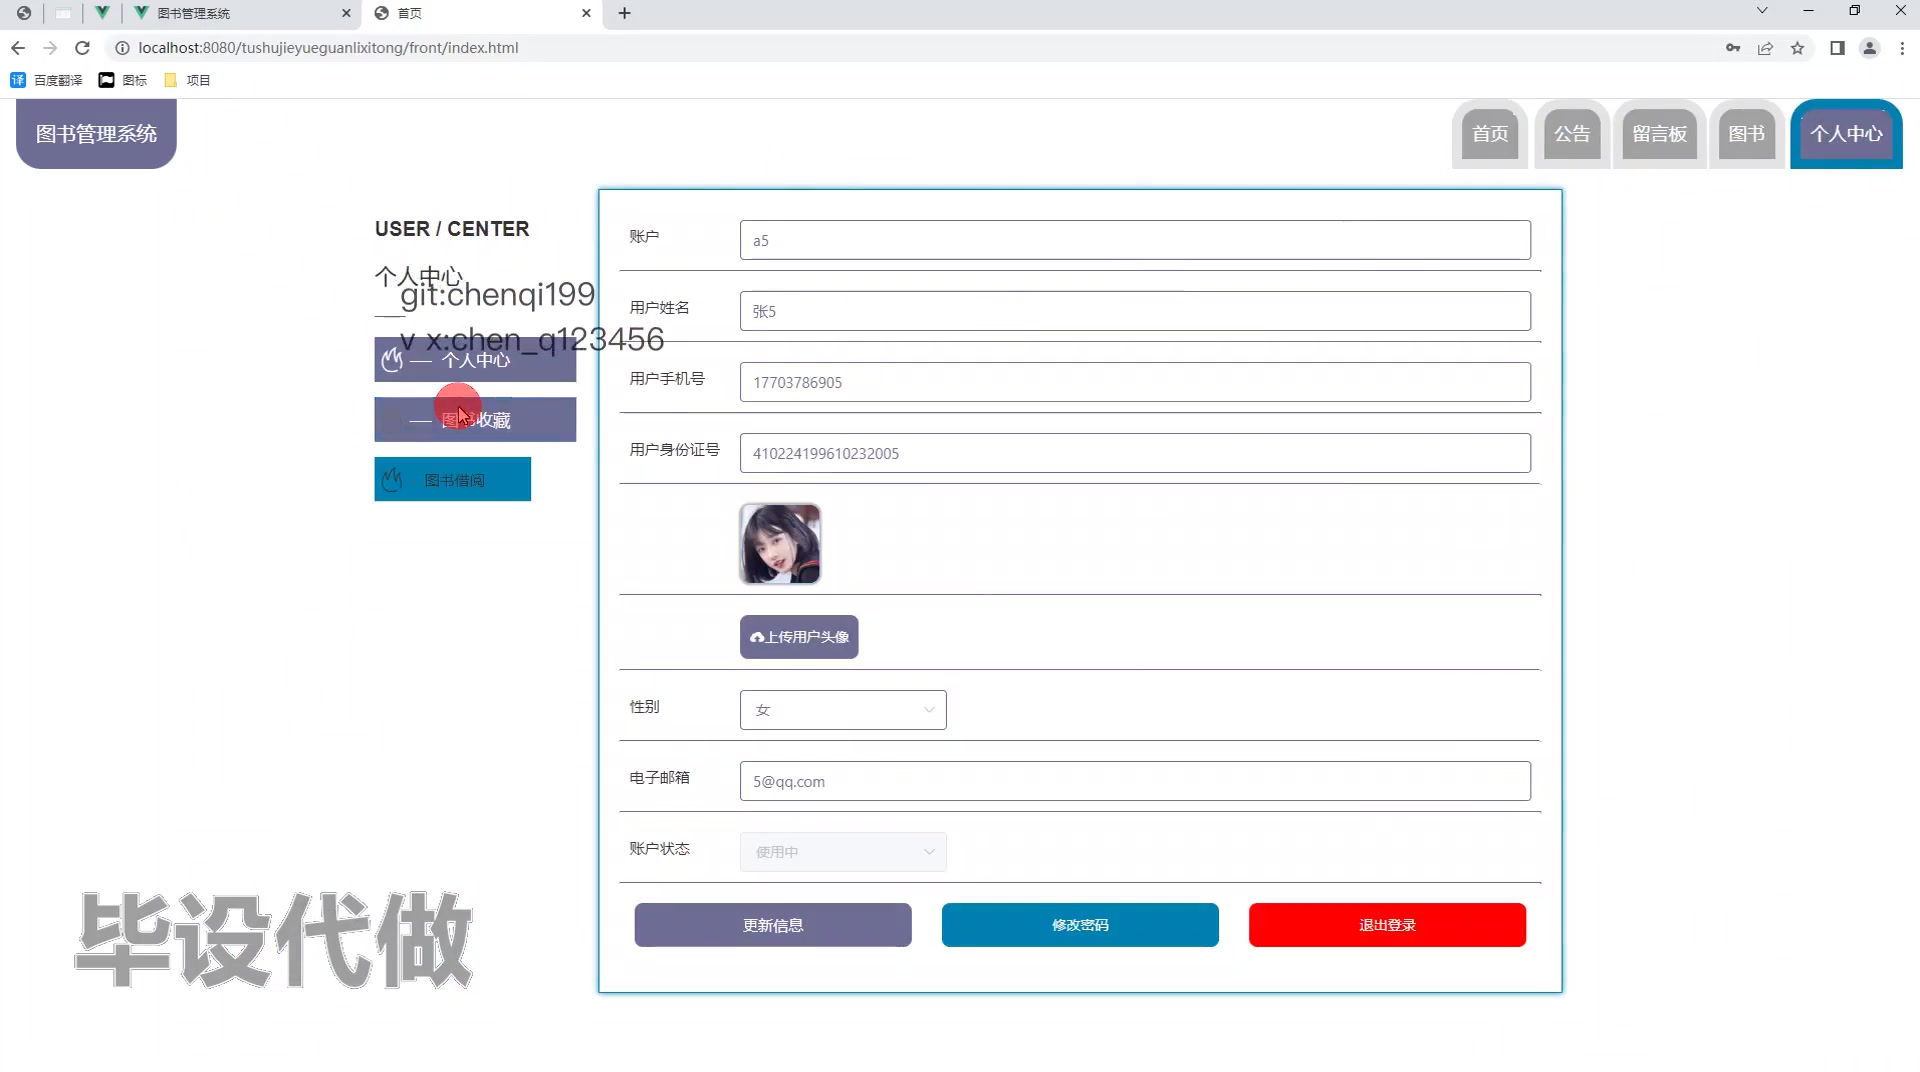 图书管理系统
首页
localhost:8080/tushujieyueguanlixitong/front/index.html
百度翻译
图标
项目
图书管理系统
首页
公告
留言板
图书
个人中心
USER / CENTER
个人中心
git:chenqi199
v x:chen_q123456
个人中心
图书收藏
图书借阅
账户
a5
用户姓名
张5
用户手机号
17703786905
用户身份证号
410224199610232005
上传用户头像
性别
女
电子邮箱
5@qq.com
账户状态
使用中
更新信息
修改密码
退出登录
毕设代做